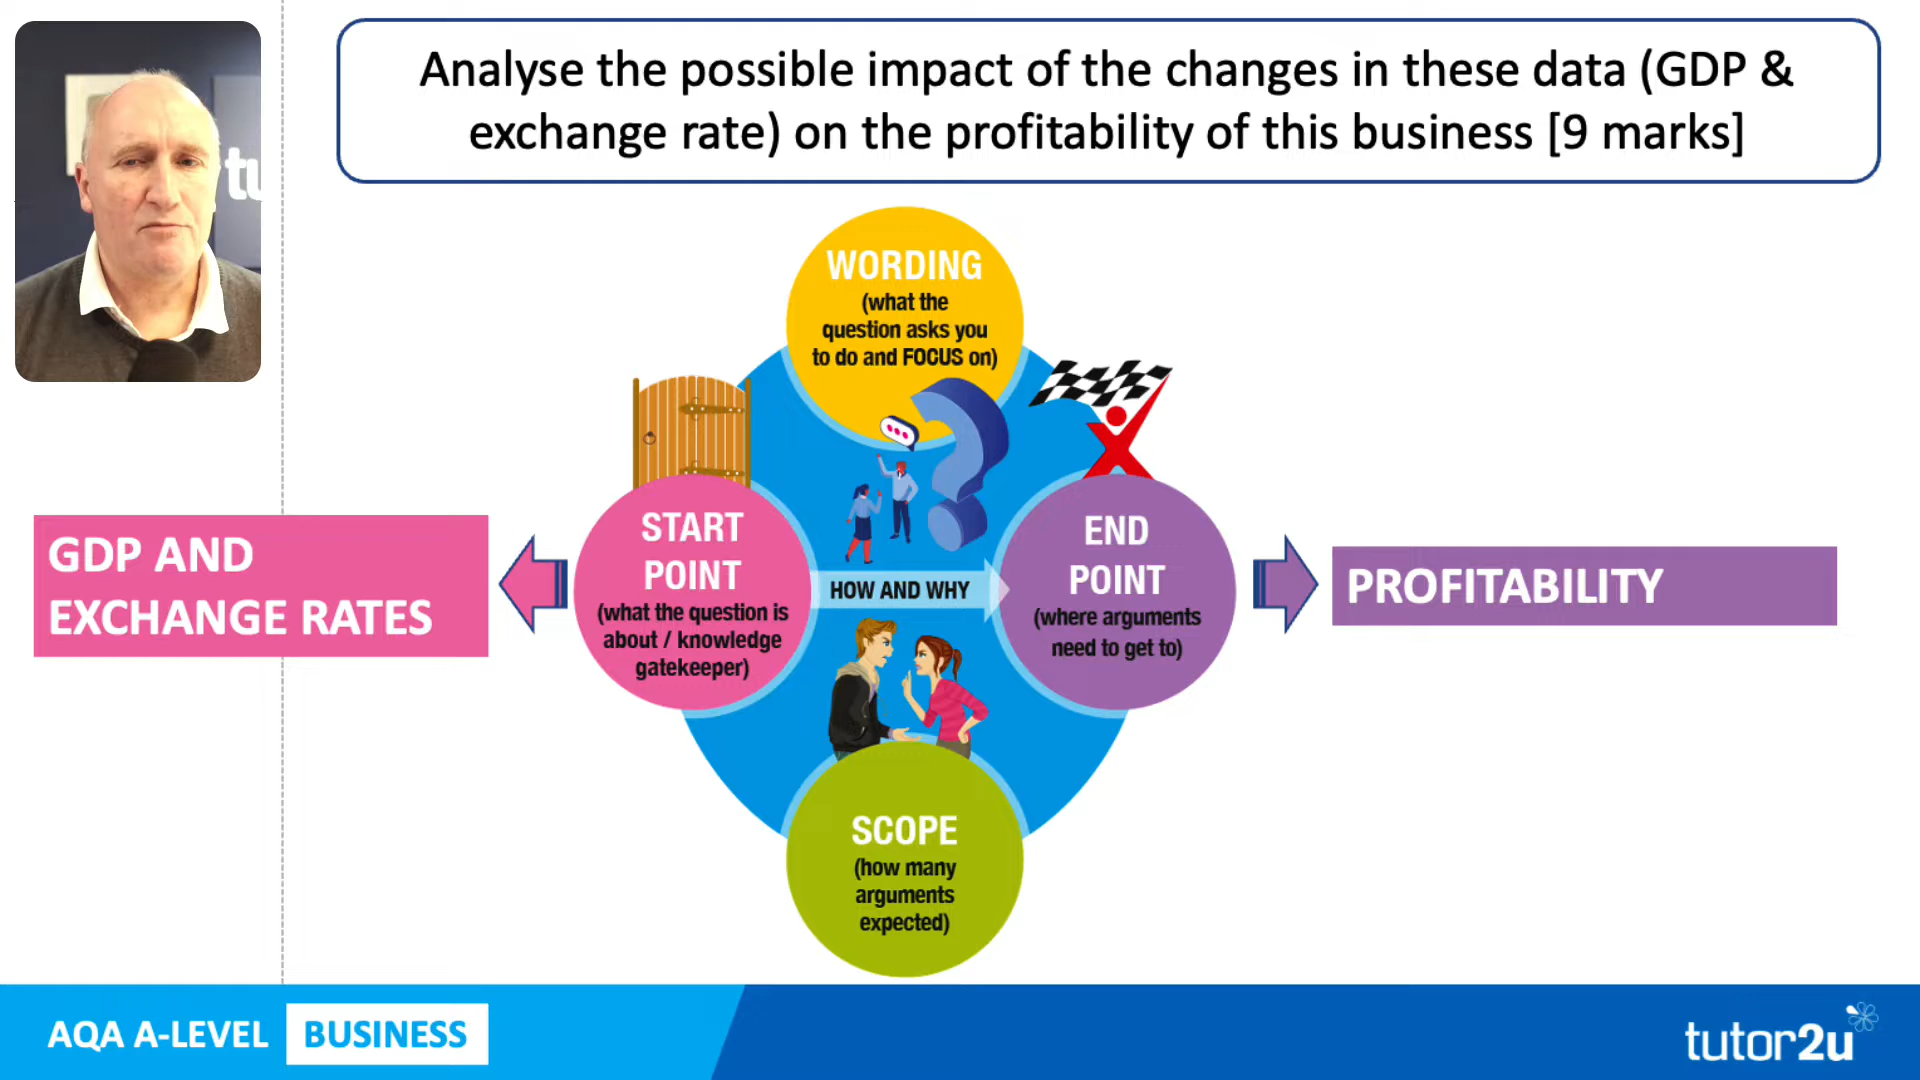 Analyse the possible impact of the changes in these data (GDP &
exchange rate) on the profitability of this business [9 marks]
tu
WORDING
(what the
question asks you
to do and FOCUS on)
GDP AND
EXCHANGE RATES
START
POINT
(what the question is
about / knowledge
gatekeeper)
HOW AND WHY
END
POINT
(where arguments
need to get to)
PROFITABILITY
SCOPE
(how many
arguments
expected)
AQA A-LEVEL BUSINESS
tutor2u